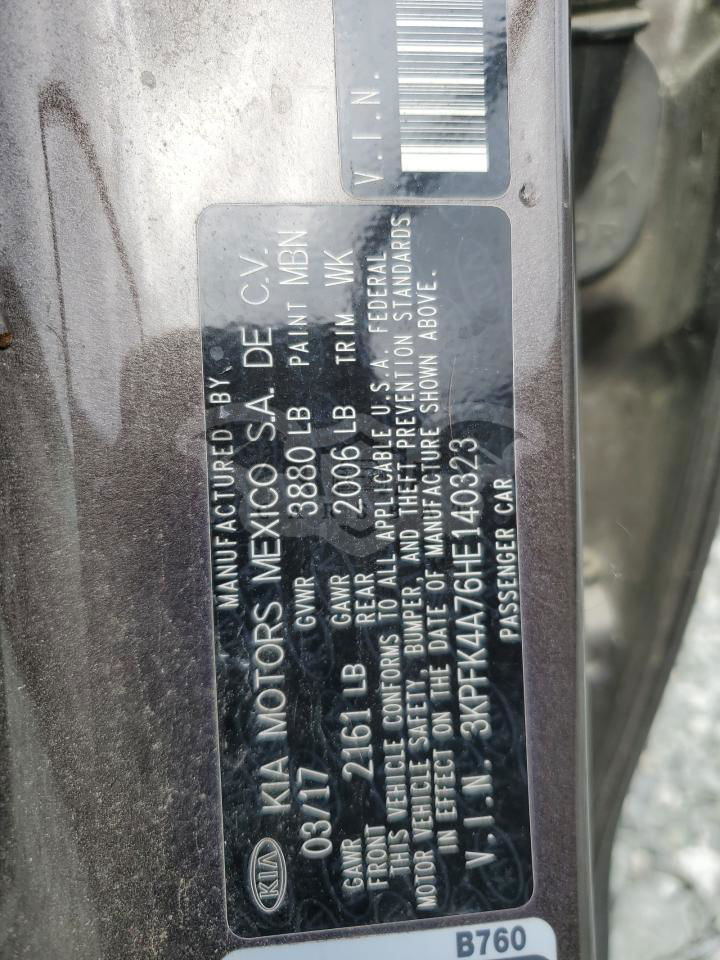 V.I.N.
MANUFACTURED BY
KIA KIA MOTORS MEXICO S.A. DE C.V.
03/17 GVWR 3880 LB PAINT MBN
GAWR FRONT 2161 LB GAWR REAR 2006 LB TRIM WK
THIS VEHICLE CONFORMS TO ALL APPLICABLE U.S.A. FEDERAL
MOTOR VEHICLE SAFETY, BUMPER, AND THEFT PREVENTION STANDARDS
IN EFFECT ON THE DATE OF MANUFACTURE SHOWN ABOVE.
V.I.N. 3KPFK4A76HE140323
PASSENGER CAR
B760